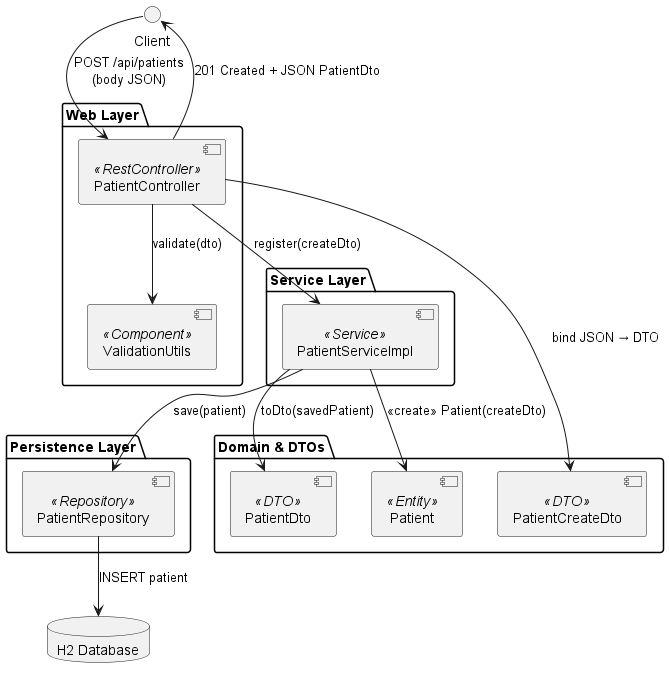 Client
POST /api/patients
(body JSON)
201 Created + JSON PatientDto
Web Layer
«RestController»
PatientController
validate(dto)
register(createDto)
Service Layer
«Component»
ValidationUtils
«Service»
PatientServiceImpl
bind JSON → DTO
save(patient)
toDto(savedPatient)
«create» Patient(createDto)
Persistence Layer
Domain & DTOs
«Repository»
PatientRepository
«DTO»
PatientDto
«Entity»
Patient
«DTO»
PatientCreateDto
INSERT patient
H2 Database